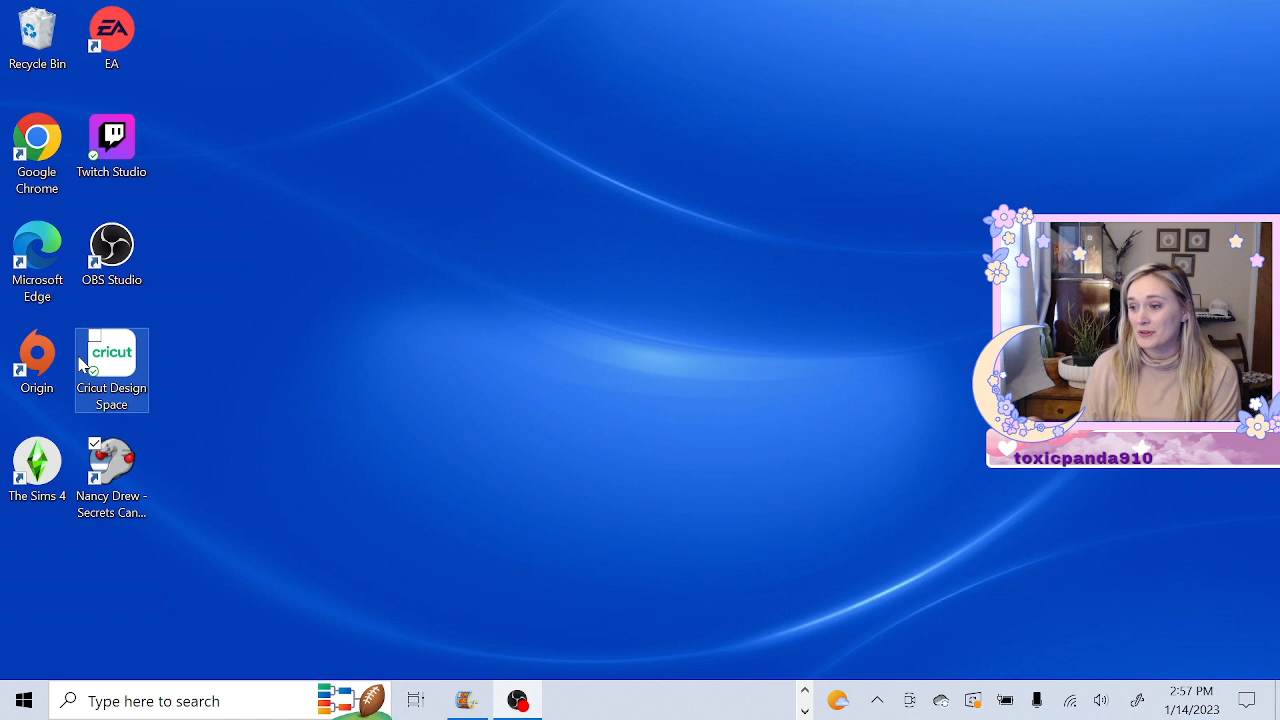 Recycle Bin
EA
EA
Google
Chrome
Twitch Studio
Microsoft
Edge
OBS Studio
Origin
cricut
Cricut Design
Space
The Sims 4
Nancy Drew -
Secrets Can...
toxicpanda910
Type here to search
2:57 PM
1/14/2023